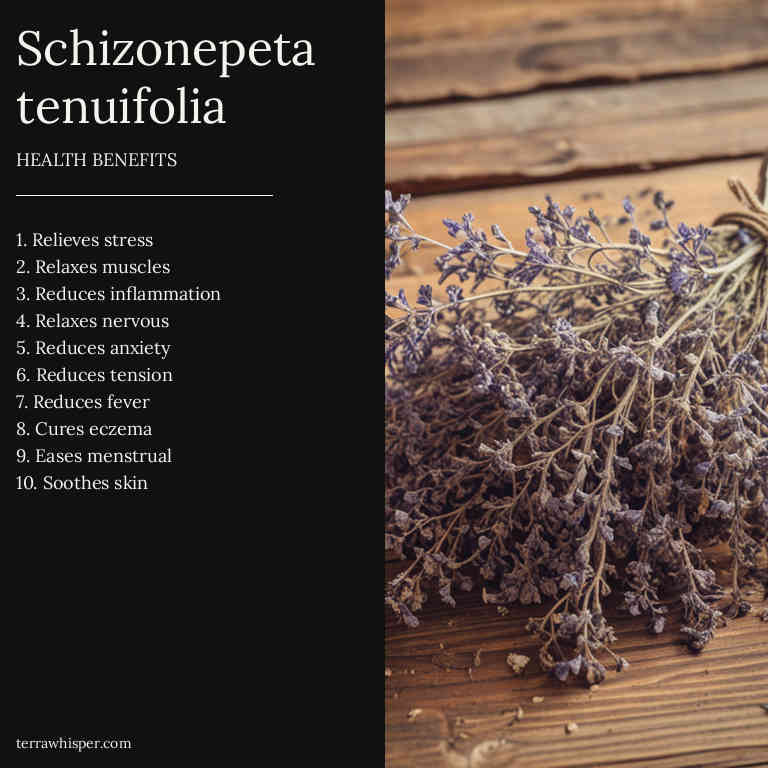 Schizonepeta
tenuifolia
HEALTH BENEFITS
1. Relieves stress
2. Relaxes muscles
3. Reduces inflammation
4. Relaxes nervous
5. Reduces anxiety
6. Reduces tension
7. Reduces fever
8. Cures eczema
9. Eases menstrual
10. Soothes skin
terrawhisper.com